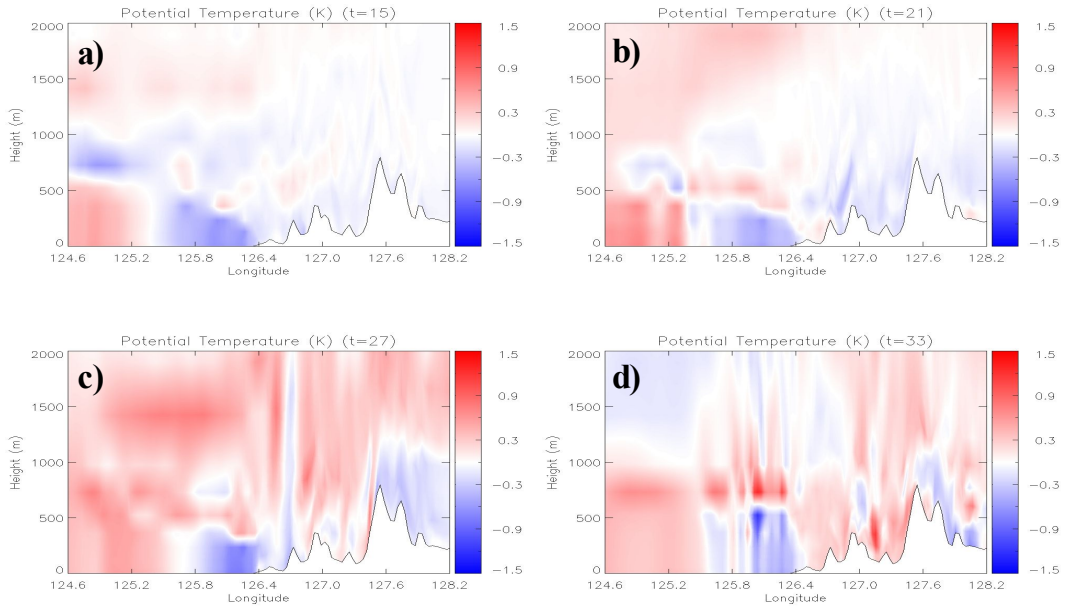 Potential Temperature (K) (t=15)
a)
2000
1500
1000
500
0
Height (m)
124.6 125.2 125.8 126.4 127.0 127.6 128.2
Longitude
1.5
0.9
0.3
−0.3
−0.9
−1.5
Potential Temperature (K) (t=21)
b)
2000
1500
1000
500
0
Height (m)
124.6 125.2 125.8 126.4 127.0 127.6 128.2
Longitude
1.5
0.9
0.3
−0.3
−0.9
−1.5
Potential Temperature (K) (t=27)
c)
2000
1500
1000
500
0
Height (m)
124.6 125.2 125.8 126.4 127.0 127.6 128.2
Longitude
1.5
0.9
0.3
−0.3
−0.9
−1.5
Potential Temperature (K) (t=33)
d)
2000
1500
1000
500
0
Height (m)
124.6 125.2 125.8 126.4 127.0 127.6 128.2
Longitude
1.5
0.9
0.3
−0.3
−0.9
−1.5